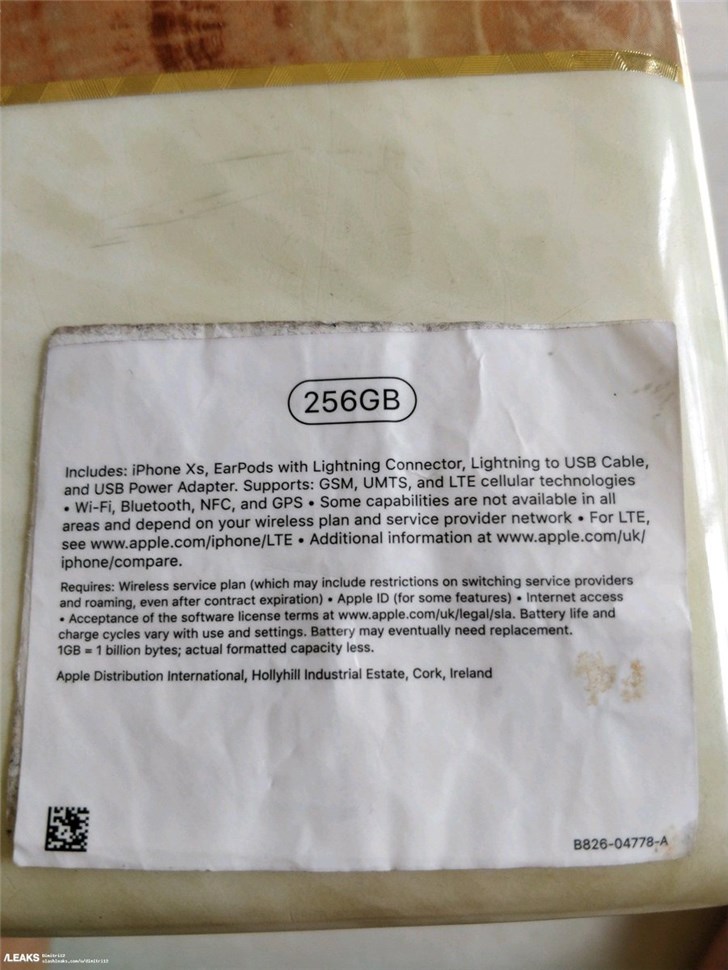 256GB
Includes: iPhone Xs, EarPods with Lightning Connector, Lightning to USB Cable,
and USB Power Adapter. Supports: GSM, UMTS, and LTE cellular technologies
• Wi-Fi, Bluetooth, NFC, and GPS • Some capabilities are not available in all
areas and depend on your wireless plan and service provider network • For LTE,
see www.apple.com/iphone/LTE • Additional information at www.apple.com/uk/
iphone/compare.
Requires: Wireless service plan (which may include restrictions on switching service providers
and roaming, even after contract expiration) • Apple ID (for some features) • Internet access
• Acceptance of the software license terms at www.apple.com/uk/legal/sla. Battery life and
charge cycles vary with use and settings. Battery may eventually need replacement.
1GB = 1 billion bytes; actual formatted capacity less.
Apple Distribution International, Hollyhill Industrial Estate, Cork, Ireland
B826-04778-A
/LEAKS